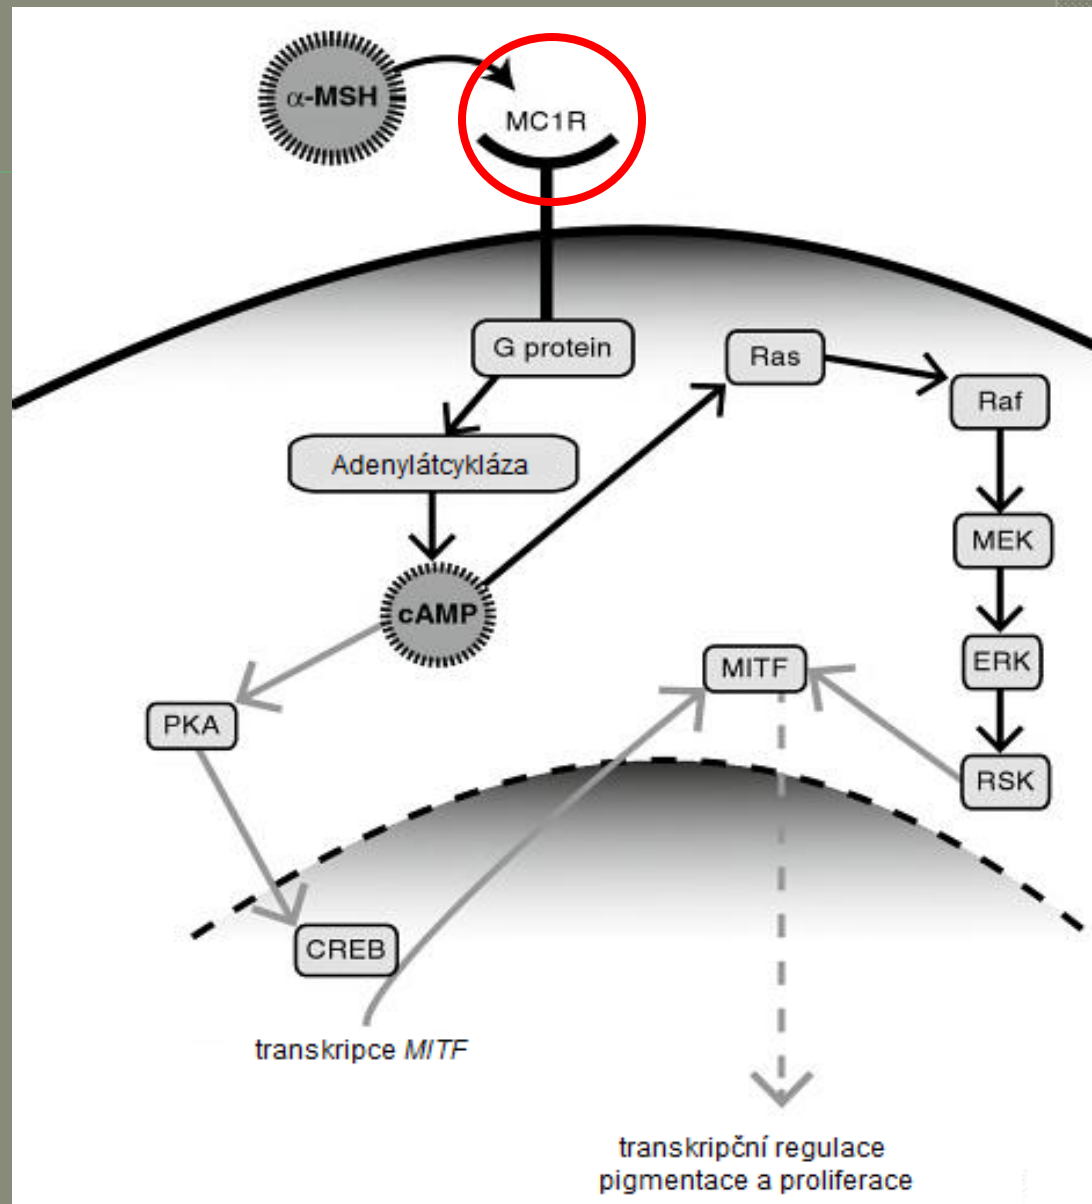 α-MSH
MC1R
G protein
Ras
Raf
Adenylátcykláza
MEK
cAMP
ERK
MITF
PKA
RSK
CREB
transkripce MITF
transkripční regulace
pigmentace a proliferace